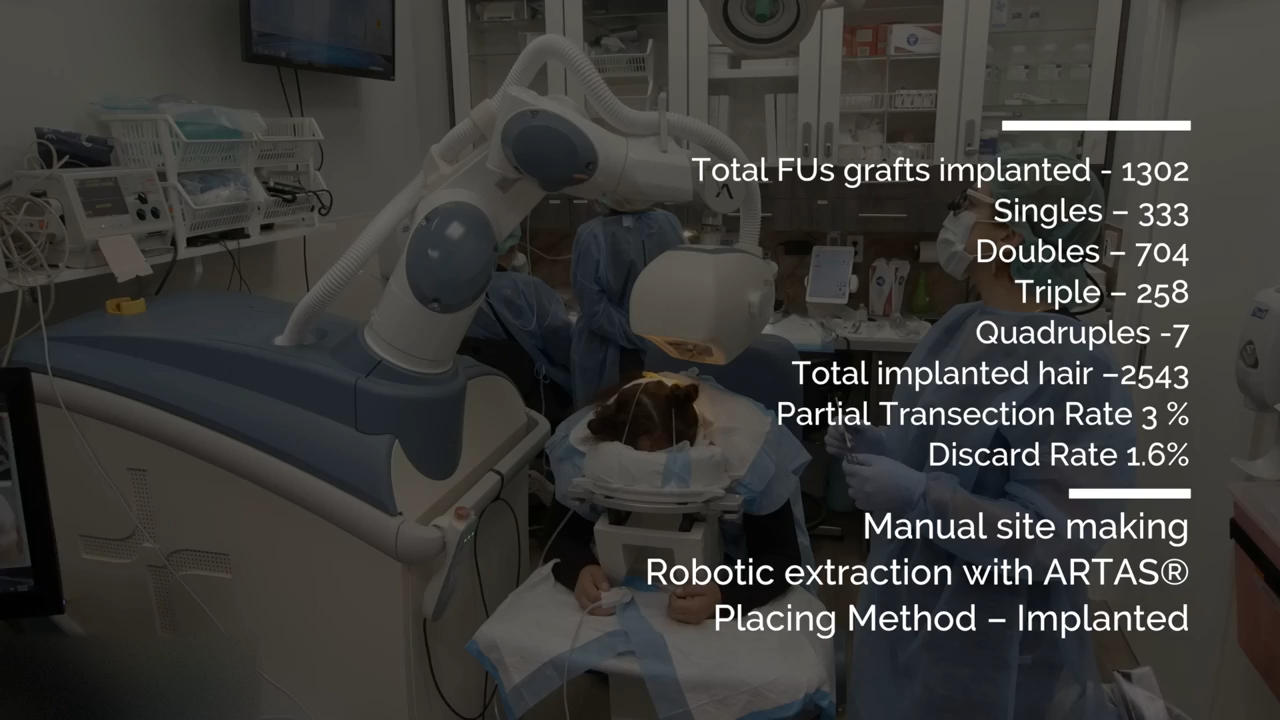 Total FUs grafts implanted - 1302
Singles – 333
Doubles – 704
Triple – 258
Quadruples -7
Total implanted hair –2543
Partial Transection Rate 3 %
Discard Rate 1.6%
Manual site making
Robotic extraction with ARTAS®
Placing Method – Implanted